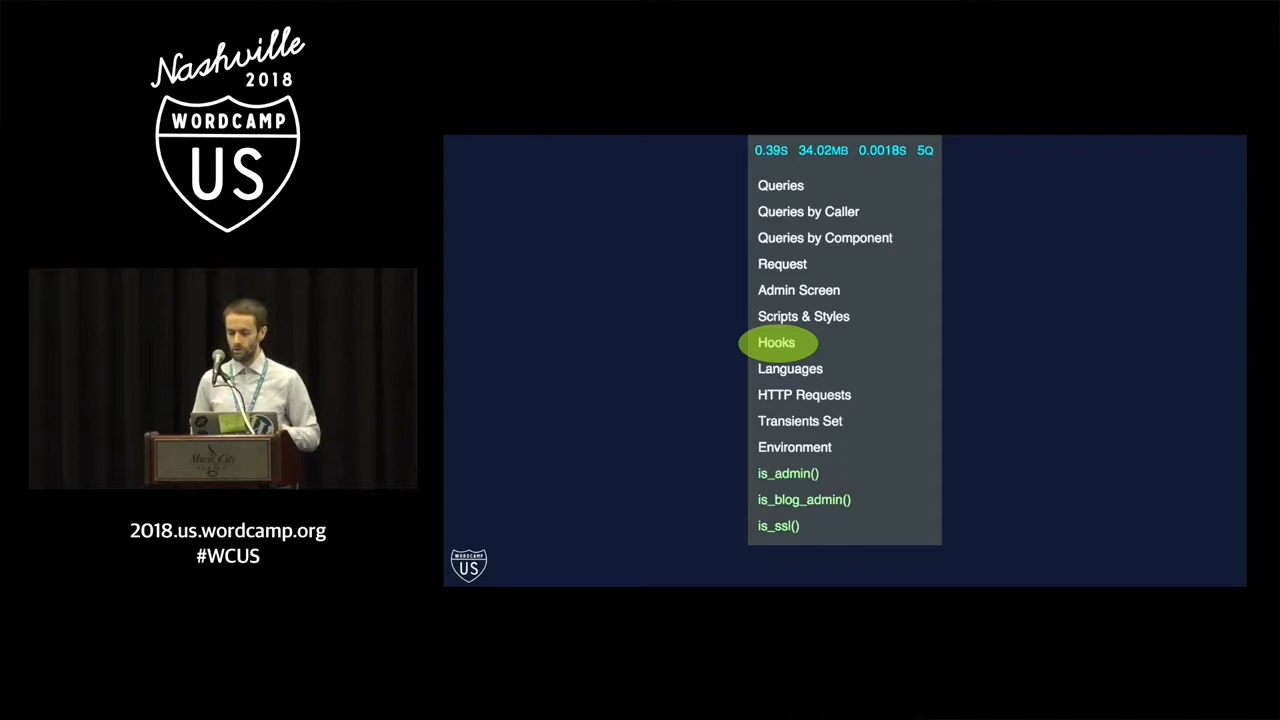 Nashville
2018
WORDCAMP
US
2018.us.wordcamp.org
#WCUS
0.39S 34.02MB 0.0018S 5Q
Queries
Queries by Caller
Queries by Component
Request
Admin Screen
Scripts & Styles
Hooks
Languages
HTTP Requests
Transients Set
Environment
is_admin()
is_blog_admin()
is_ssl()
WORDCAMP
US
Music City